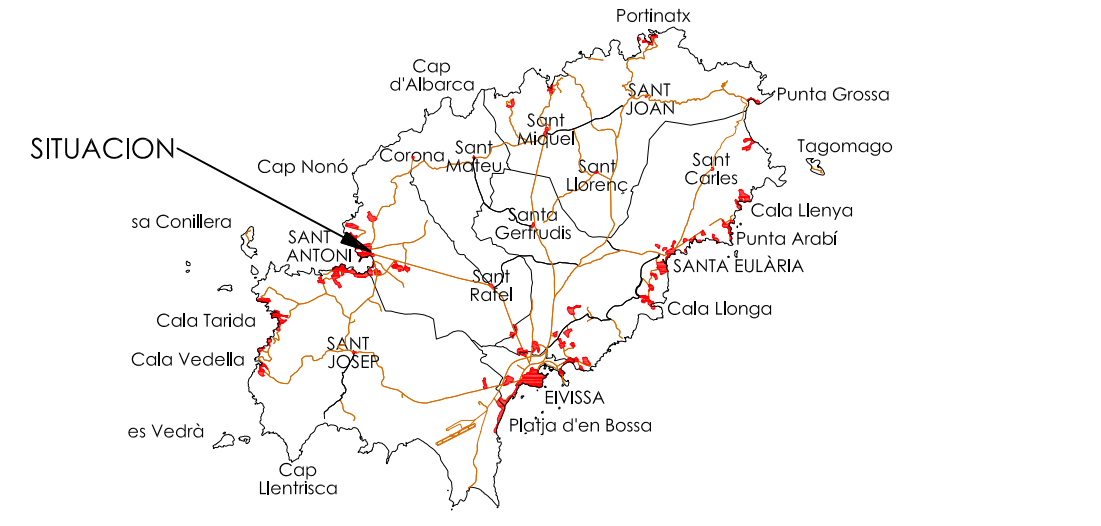 Portinatx
Cap
d'Albarca
SANT
JOAN
Punta Grossa
Sant
Miquel
SITUACION
Cap Nonó
Corona
Sant
Mateu
Sant
Llorenç
Sant
Carles
Tagomago
sa Conillera
Cala Llenya
Santa
Gertrudis
SANT
ANTONI
Punta Arabí
SANTA EULÀRIA
Sant
Rafel
Cala Llonga
Cala Tarida
Cala Vedella
SANT
JOSEP
EIVISSA
Platja d'en Bossa
es Vedrà
Cap
Llentrisca